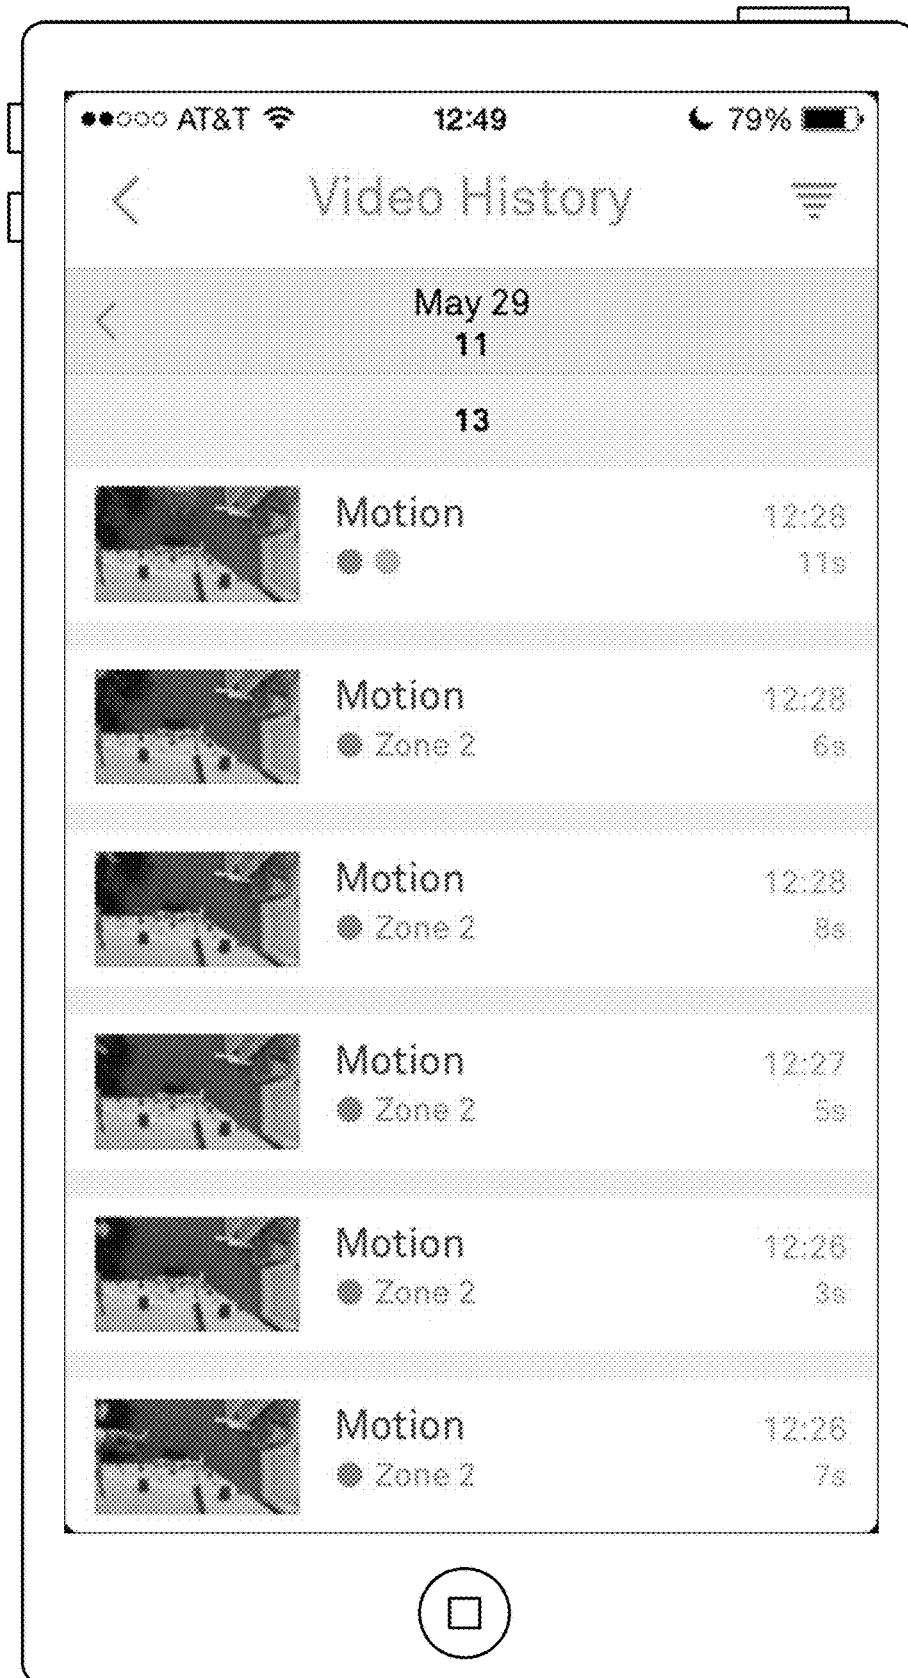 AT&T 12:49 79%
Video History
May 29
11
13
Motion 12:28
11s
Motion 12:28
Zone 2 6s
Motion 12:28
Zone 2 8s
Motion 12:27
Zone 2 5s
Motion 12:26
Zone 2 3s
Motion 12:26
Zone 2 7s